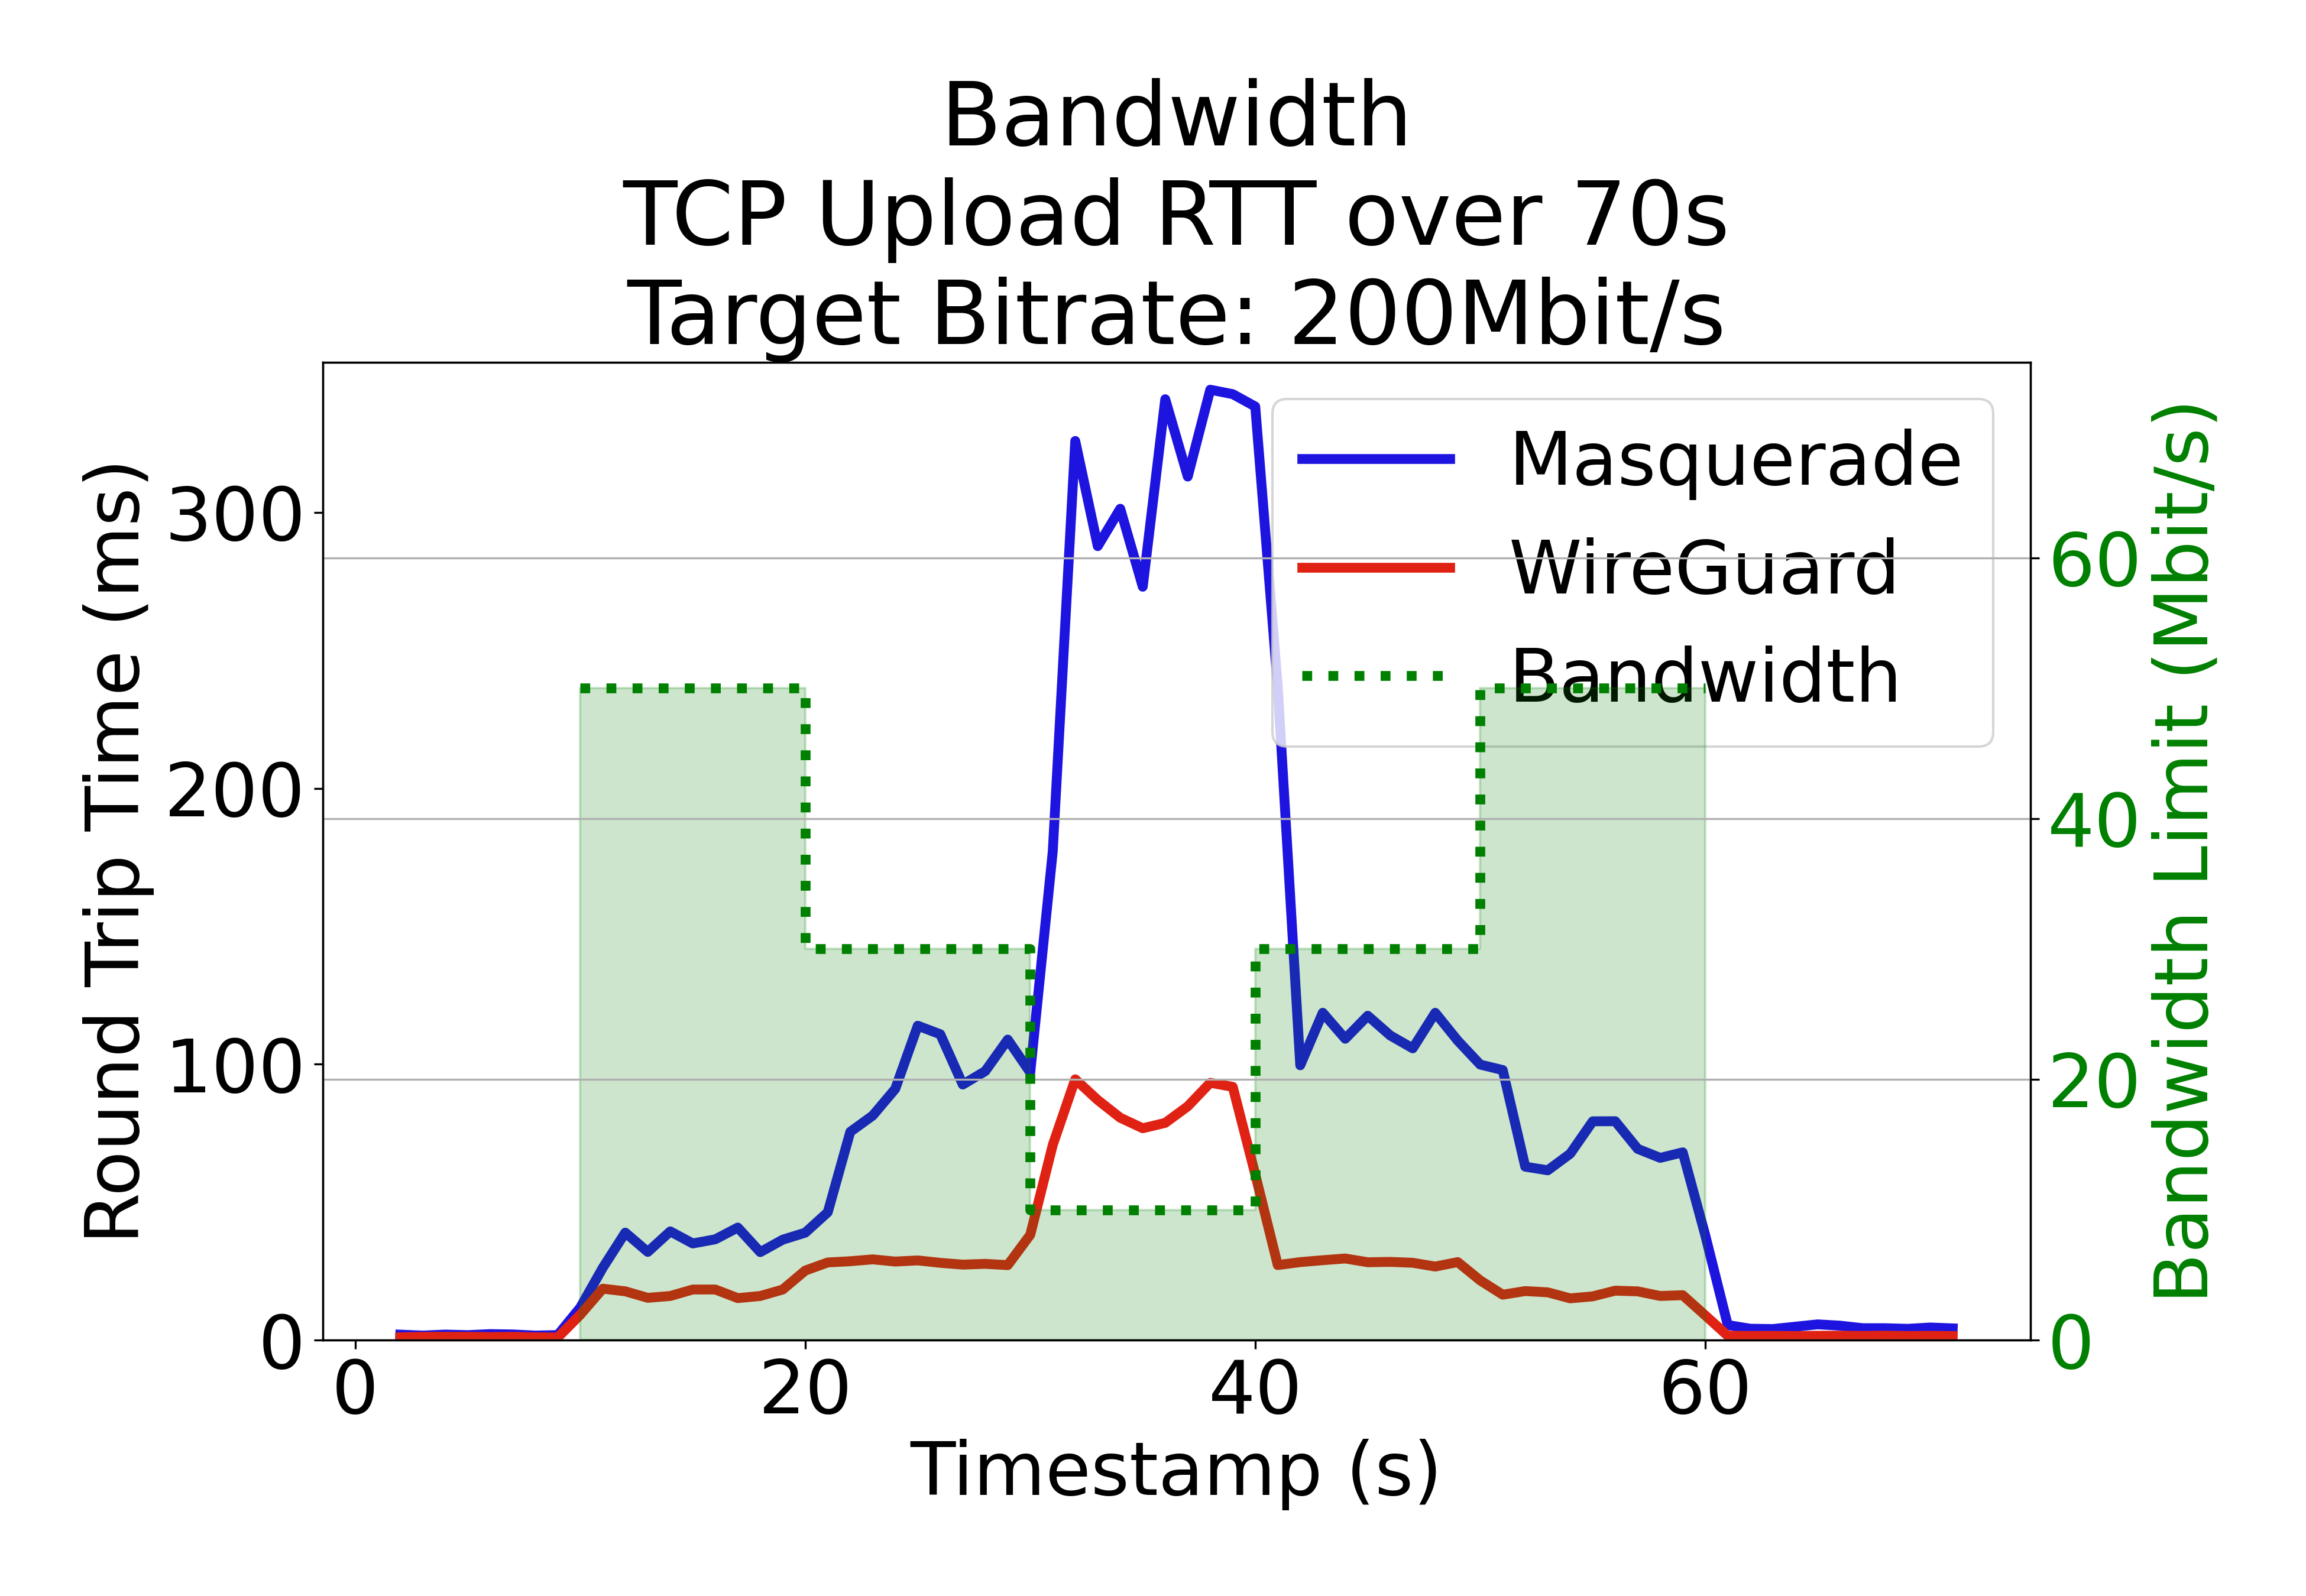 Bandwidth
TCP Upload RTT over 70s
Target Bitrate: 200Mbit/s
Round Trip Time (ms)
300
200
100
0
Masquerade
WireGuard
Bandwidth
60
40
20
0
Bandwidth Limit (Mbit/s)
0 20 40 60
Timestamp (s)